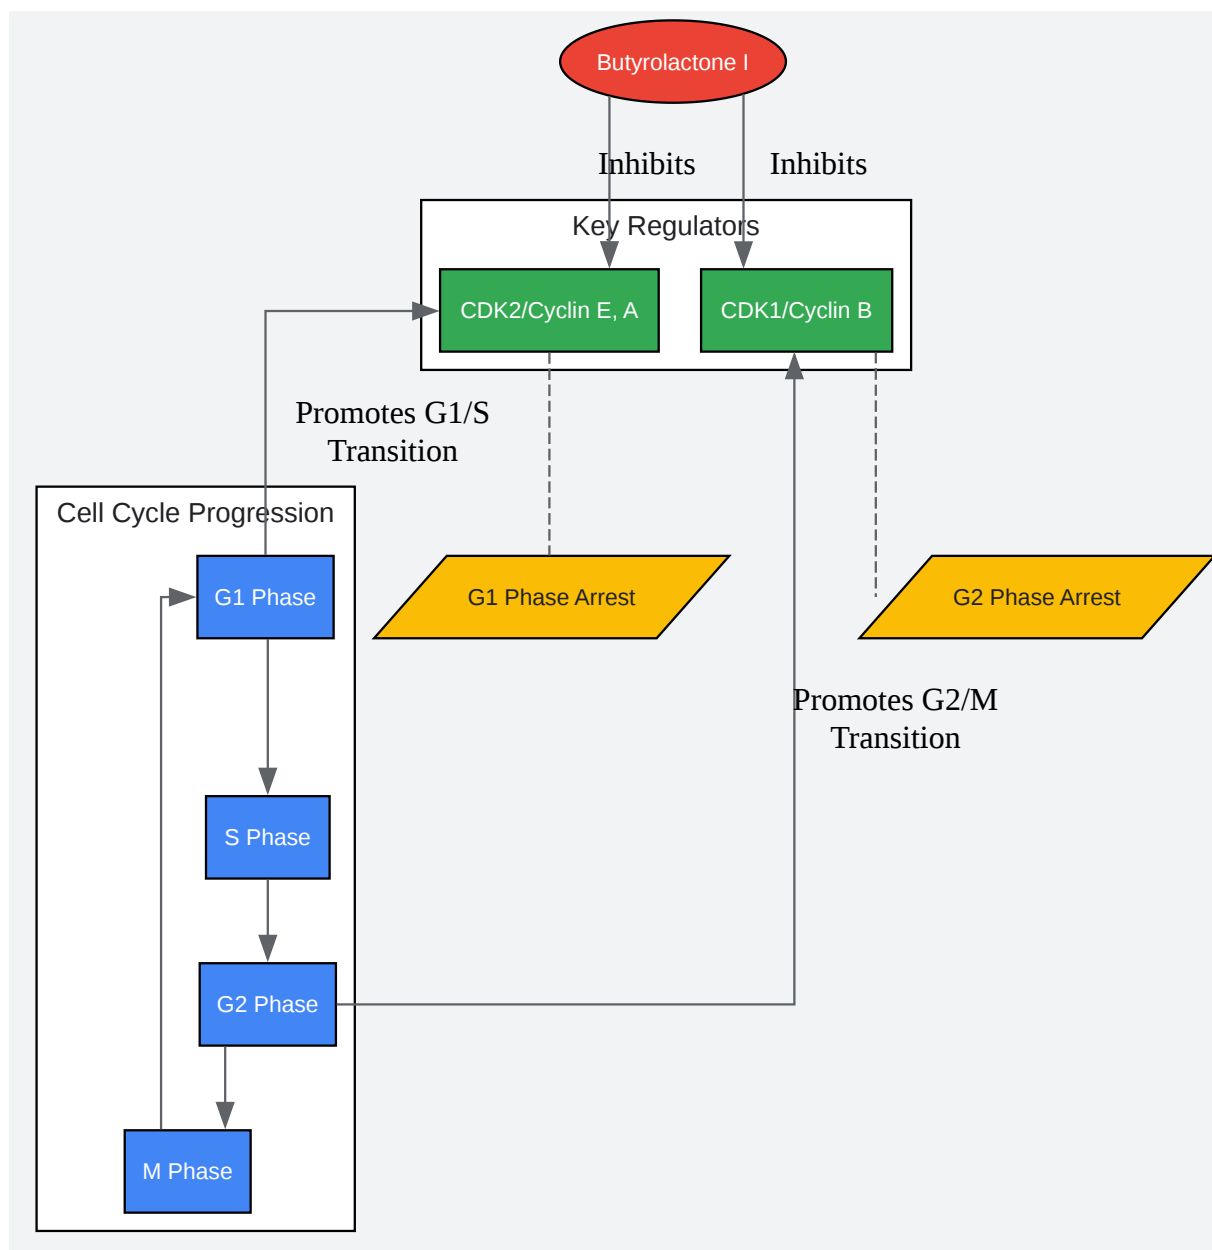 Butyrolactone I
Inhibits
Inhibits
Key Regulators
CDK2/Cyclin E, A
CDK1/Cyclin B
Promotes G1/S
Transition
Cell Cycle Progression
G1 Phase
G1 Phase Arrest
G2 Phase Arrest
Promotes G2/M
Transition
S Phase
G2 Phase
M Phase